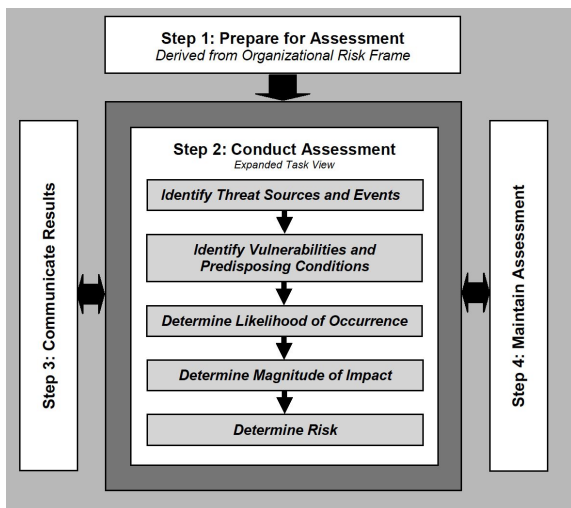 Step 1: Prepare for Assessment
Derived from Organizational Risk Frame
Step 2: Conduct Assessment
Expanded Task View
Identify Threat Sources and Events
Identify Vulnerabilities and
Predisposing Conditions
Determine Likelihood of Occurrence
Determine Magnitude of Impact
Determine Risk
Step 3: Communicate Results
Step 4: Maintain Assessment